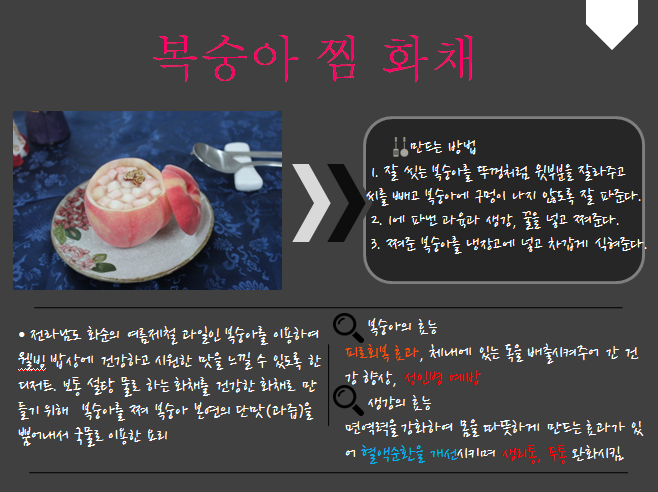 복숭아 찜 화채
만드는 방법
1. 잘 씻는 복숭아를 뚜껑처럼 윗부분을 잘라주고
씨를 빼고 복숭아에 구멍이 나지 않도록 잘 파준다.
2. 1에 파번 과육과 생강, 꿀을 넣고 쪄준다.
3. 쪄준 복숭아를 냉장고에 넣고 차갑게 식혀준다.
• 전라남도 화순의 여름제철 과일인 복숭아를 이용하여
웰빙 밥상에 건강하고 시원한 맛을 느낄 수 있도록 한
디저트. 보통 설탕 물로 하는 화채를 건강한 화채로 만
들기 위해 복숭아를 쪄 복숭아 본연의 단맛(과즙)을
뿜어내서 국물로 이용한 요리
복숭아의 효능
피로회복 효과, 체내에 있는 독을 배출시켜주어 간 건
강 향상, 성인병 예방
생강의 효능
면역력을 강화하여 몸을 따뜻하게 만드는 효과가 있
어 혈액순환을 개선시키며 생리통, 두통 완화시킴.